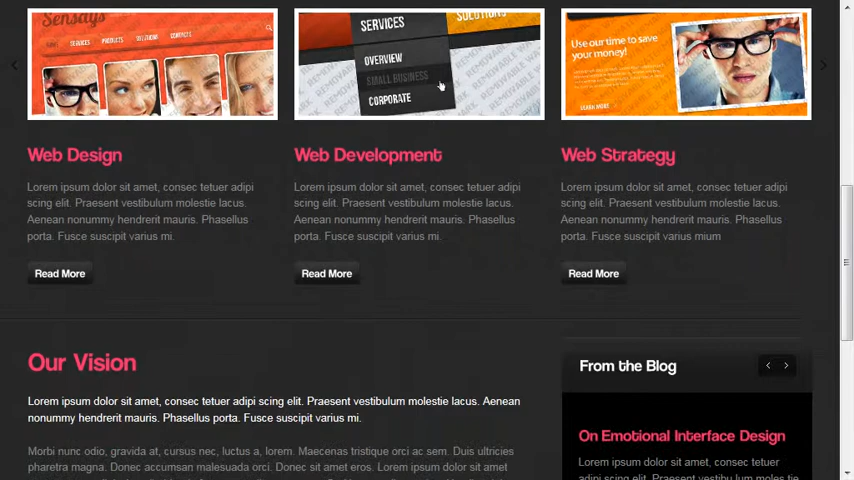 Sensays
HOME SERVICES PRODUCTS SOLUTIONS CONTACTS
SERVICES
SOLUTIONS
OVERVIEW
SMALL BUSINESS
CORPORATE
Use our time to save
your money!
LEARN MORE
Web Design
Lorem ipsum dolor sit amet, consec tetuer adipi
scing elit. Praesent vestibulum molestie lacus.
Aenean nonummy hendrerit mauris. Phasellus
porta. Fusce suscipit varius mi.
Read More
Web Development
Lorem ipsum dolor sit amet, consec tetuer adipi
scing elit. Praesent vestibulum molestie lacus.
Aenean nonummy hendrerit mauris. Phasellus
porta. Fusce suscipit varius mi.
Read More
Web Strategy
Lorem ipsum dolor sit amet, consec tetuer adipi
scing elit. Praesent vestibulum molestie lacus.
Aenean nonummy hendrerit mauris. Phasellus
porta. Fusce suscipit varius mium
Read More
Our Vision
Lorem ipsum dolor sit amet, consec tetuer adipi scing elit. Praesent vestibulum molestie lacus. Aenean
nonummy hendrerit mauris. Phasellus porta. Fusce suscipit varius mi.
Morbi nunc odio, gravida at, cursus nec, luctus a, lorem. Maecenas tristique orci ac sem. Duis ultricies
pharetra magna. Donec accumsan malesuada orci. Donec sit amet eros. Lorem ipsum dolor sit amet
From the Blog
On Emotional Interface Design
Lorem ipsum dolor sit amet, consec tetuer
adipiscing elit. Praesent vestibulum moles tie